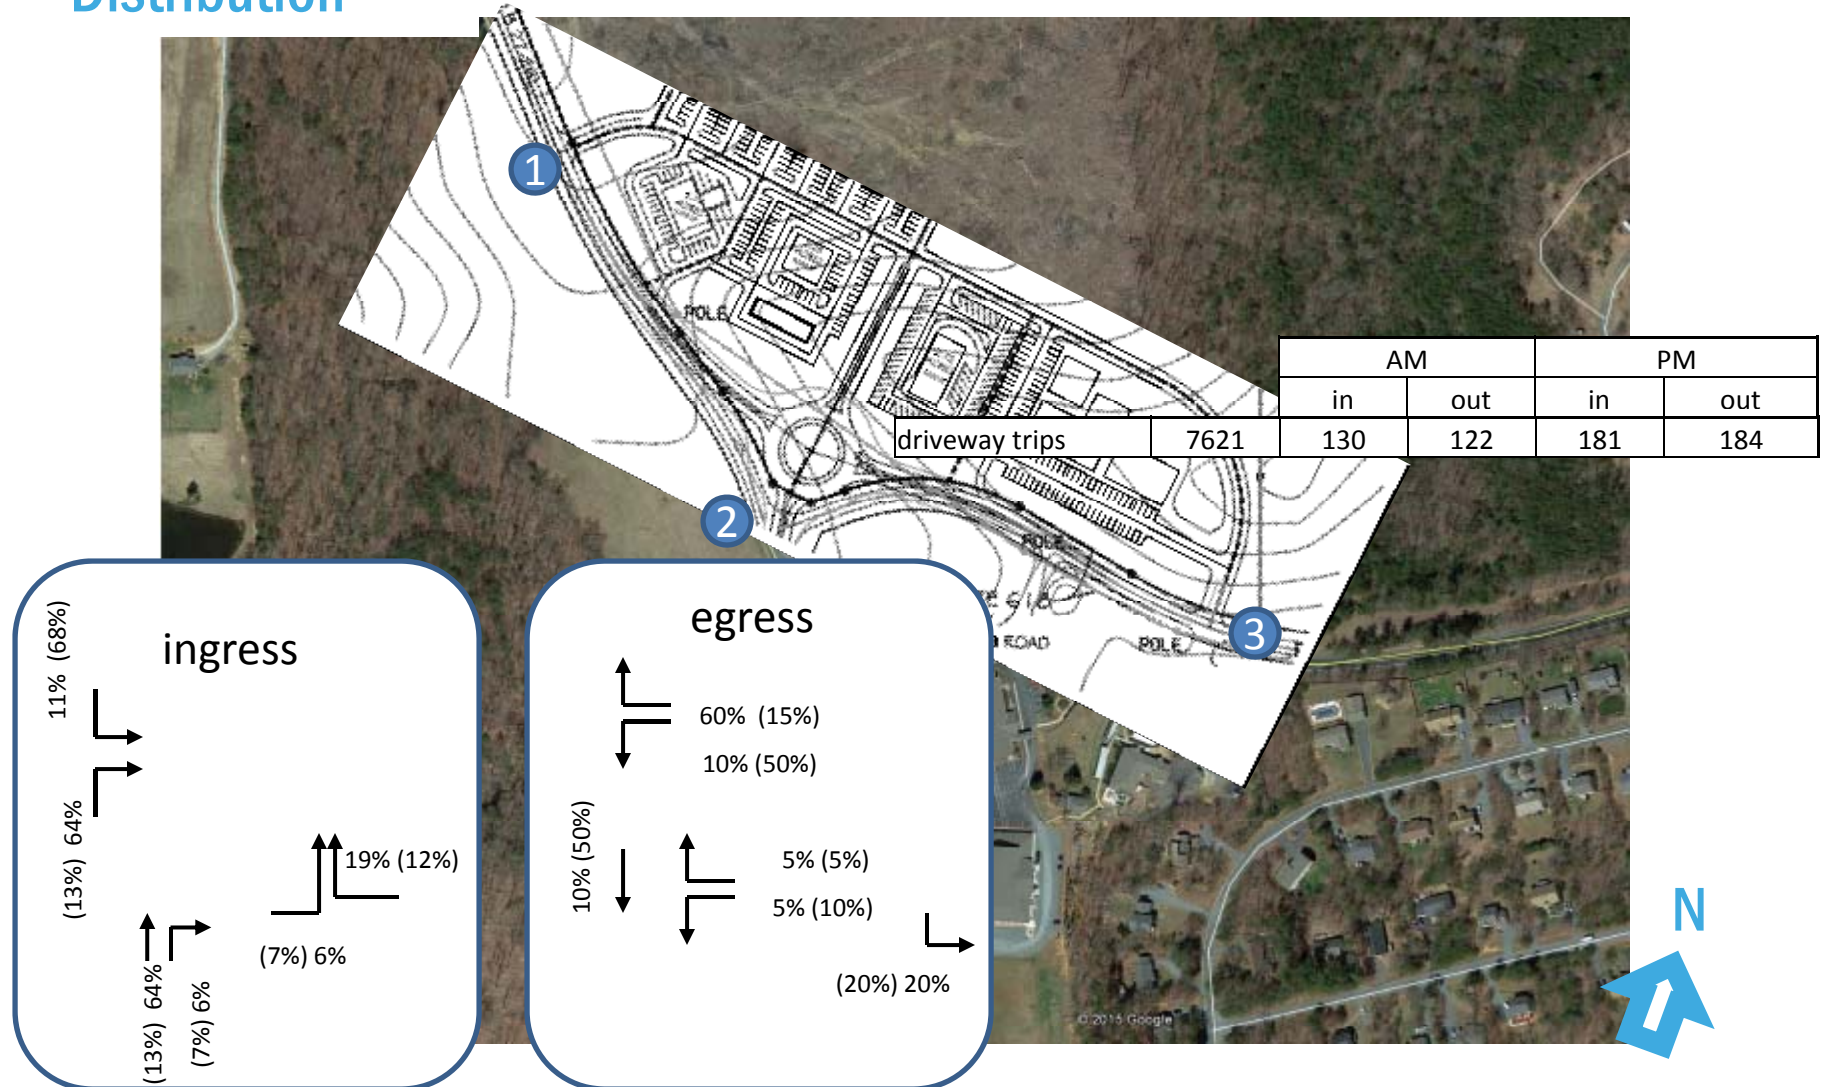 Distribution
1
POLE
AM PM
in out in out
driveway trips 7621 130 122 181 184
2
POLE
ROAD
POLE
3
ingress
11% (68%)
(13%) 64%
19% (12%)
(7%) 6%
(13%) 64%
(7%) 6%
egress
60% (15%)
10% (50%)
10% (50%)
5% (5%)
5% (10%)
(20%) 20%
N
© 2015 Google